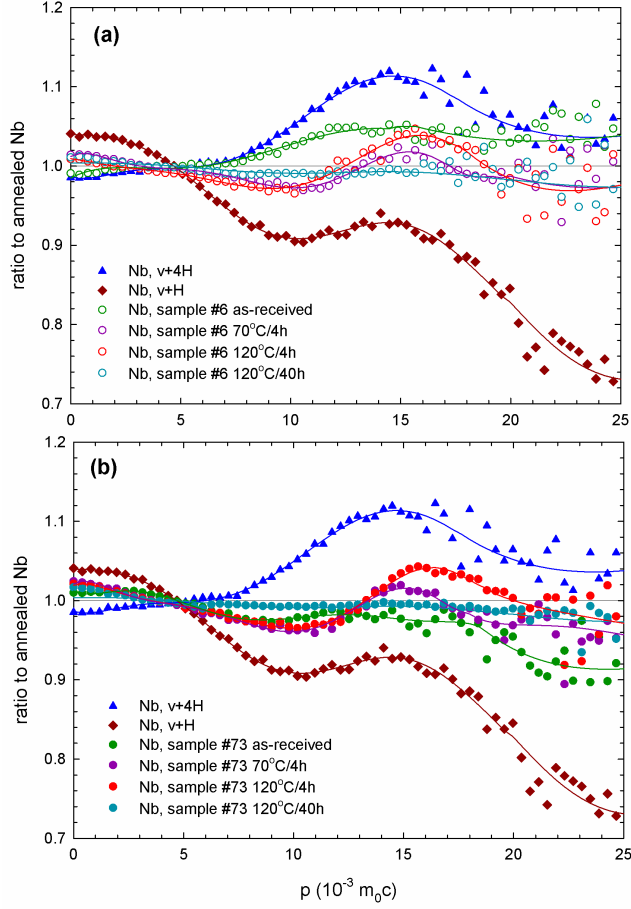 (a)
1.2
1.1
1.0
0.9
0.8
0.7
ratio to annealed Nb
Nb, v+4H
Nb, v+H
Nb, sample #6 as-received
Nb, sample #6 70°C/4h
Nb, sample #6 120°C/4h
Nb, sample #6 120°C/40h
0 5 10 15 20 25
(b)
1.2
1.1
1.0
0.9
0.8
0.7
ratio to annealed Nb
Nb, v+4H
Nb, v+H
Nb, sample #73 as-received
Nb, sample #73 70°C/4h
Nb, sample #73 120°C/4h
Nb, sample #73 120°C/40h
0 5 10 15 20 25
p (10⁻³ m₀c)